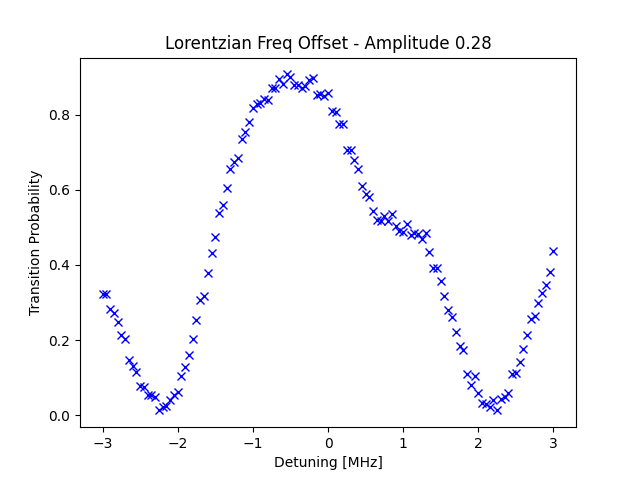 Lorentzian Freq Offset - Amplitude 0.28
Transition Probability
0.8
0.6
0.4
0.2
0.0
−3 −2 −1 0 1 2 3
Detuning [MHz]